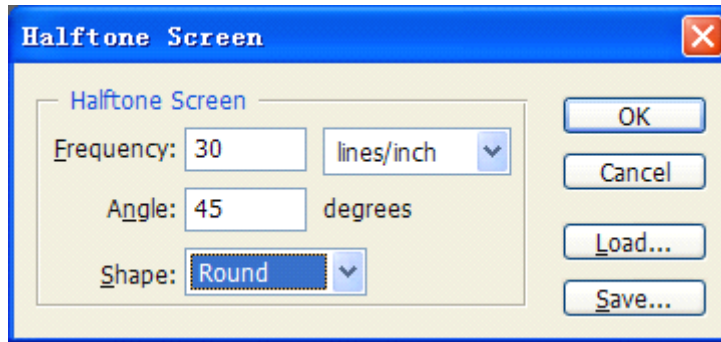 Halftone Screen
Halftone Screen
Frequency: 30 lines/inch
Angle: 45 degrees
Shape: Round
OK
Cancel
Load...
Save...